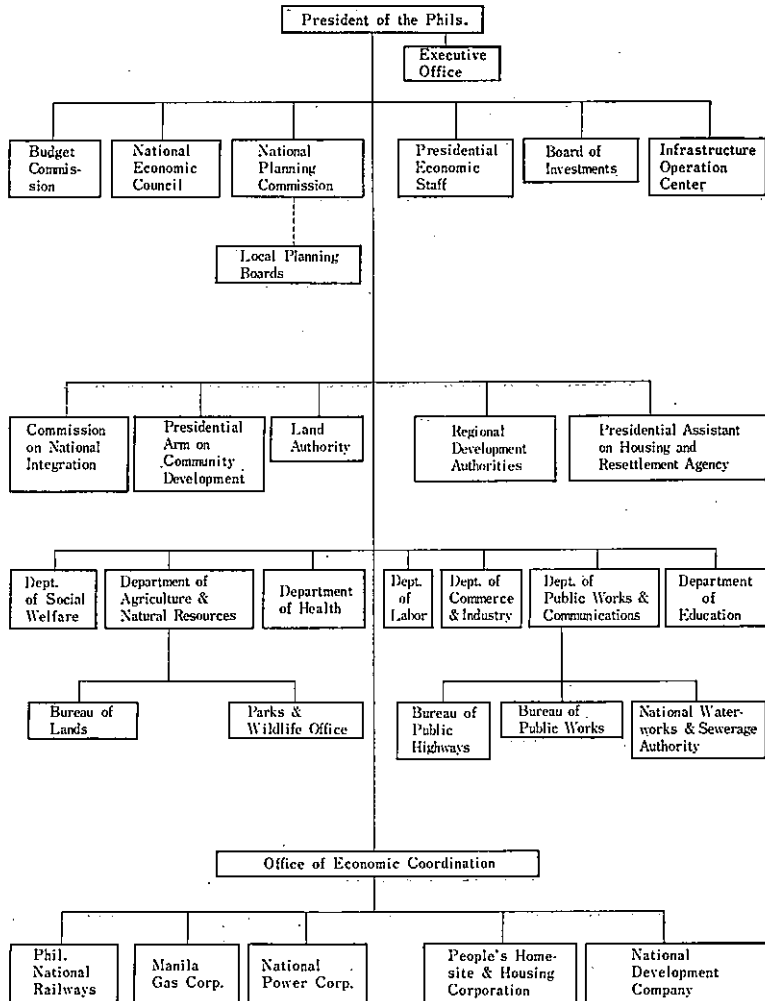 President of the Phils.
Executive
Office
Budget
Commis-
sion
National
Economic
Council
National
Planning
Commission
Presidential
Economic
Staff
Board of
Investments
Infrastructure
Operation
Center
Local Planning
Boards
Commission
on National
Integration
Presidential
Arm on
Community
Development
Land
Authority
Regional
Development
Authorities
Presidential Assistant
on Housing and
Resettlement Agency
Dept.
of Social
Welfare
Department of
Agriculture &
Natural Resources
Department
of Health
Dept.
of
Labor
Dept. of
Commerce
& Industry
Dept. of
Public Works &
Communications
Department
of
Education
Bureau of
Lands
Parks &
Wildlife Office
Bureau of
Public
Highways
Bureau of
Public Works
National Water-
works & Sewerage
Authority
Office of Economic Coordination
Phil.
National
Railways
Manila
Gas Corp.
National
Power Corp.
People's Home-
site & Housing
Corporation
National
Development
Company